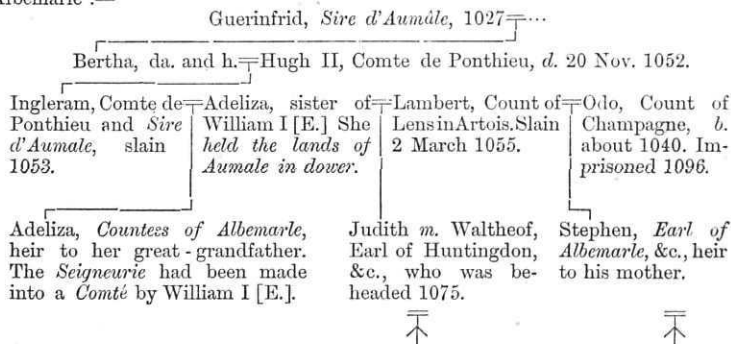 Albemarle :—
Guerinfrid, Sire d'Aumâle, 1027 ╤ ...
Bertha, da. and h. ╤ Hugh II, Comte de Ponthieu, d. 20 Nov. 1052.
Ingleram, Comte de
Ponthieu and Sire
d'Aumale, slain
1053.
Adeliza, sister of
William I [E.] She
held the lands of
Aumale in dower.
Lambert, Count of
Lens in Artois. Slain
2 March 1055.
Odo, Count of
Champagne, b.
about 1040. Im-
prisoned 1096.
Adeliza, Countess of Albemarle,
heir to her great-grandfather.
The Seigneurie had been made
into a Comté by William I [E.].
Judith m. Waltheof,
Earl of Huntingdon,
&c., who was be-
headed 1075.
Stephen, Earl of
Albemarle, &c., heir
to his mother.